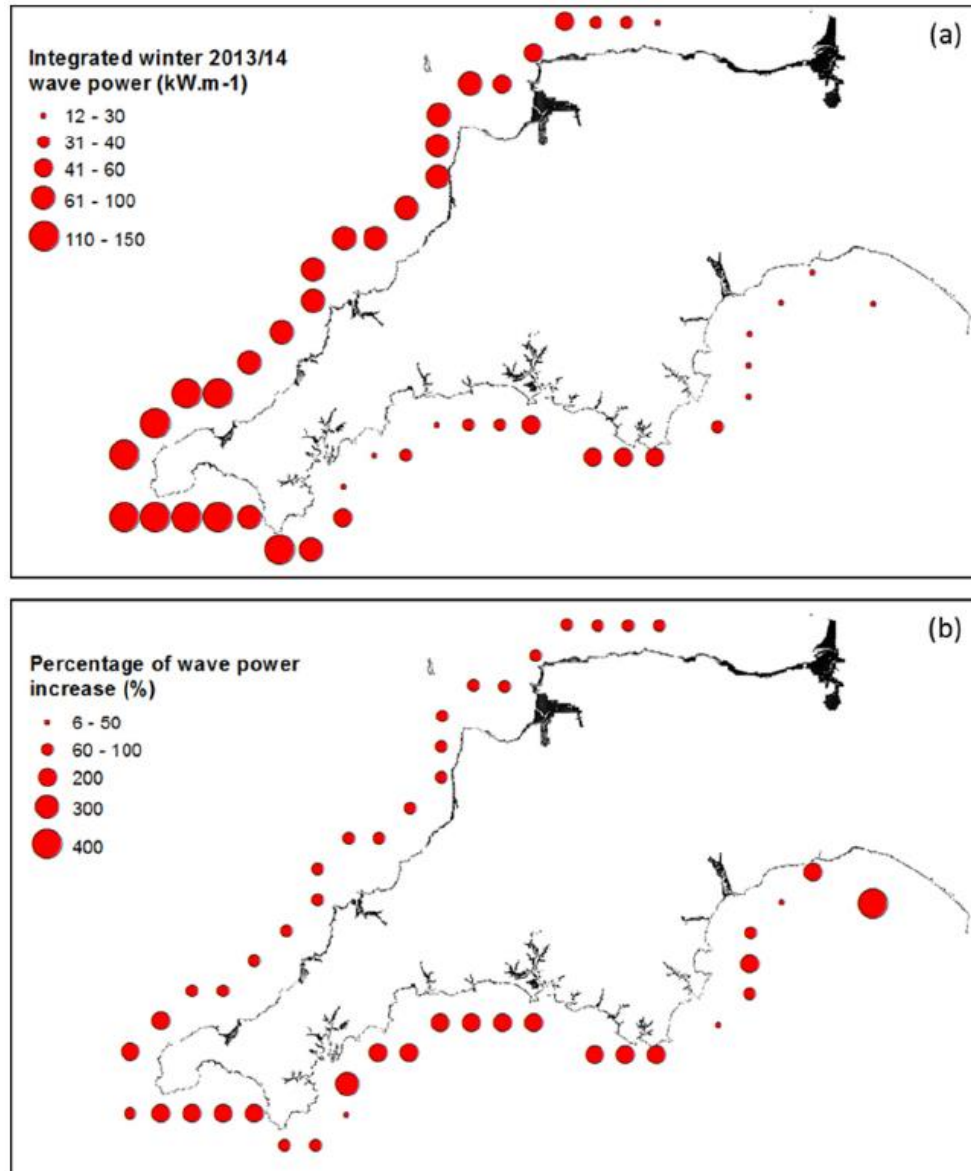 (a)
Integrated winter 2013/14
wave power (kW.m-1)
12 - 30
31 - 40
41 - 60
61 - 100
110 - 150
(b)
Percentage of wave power
increase (%)
6 - 50
60 - 100
200
300
400